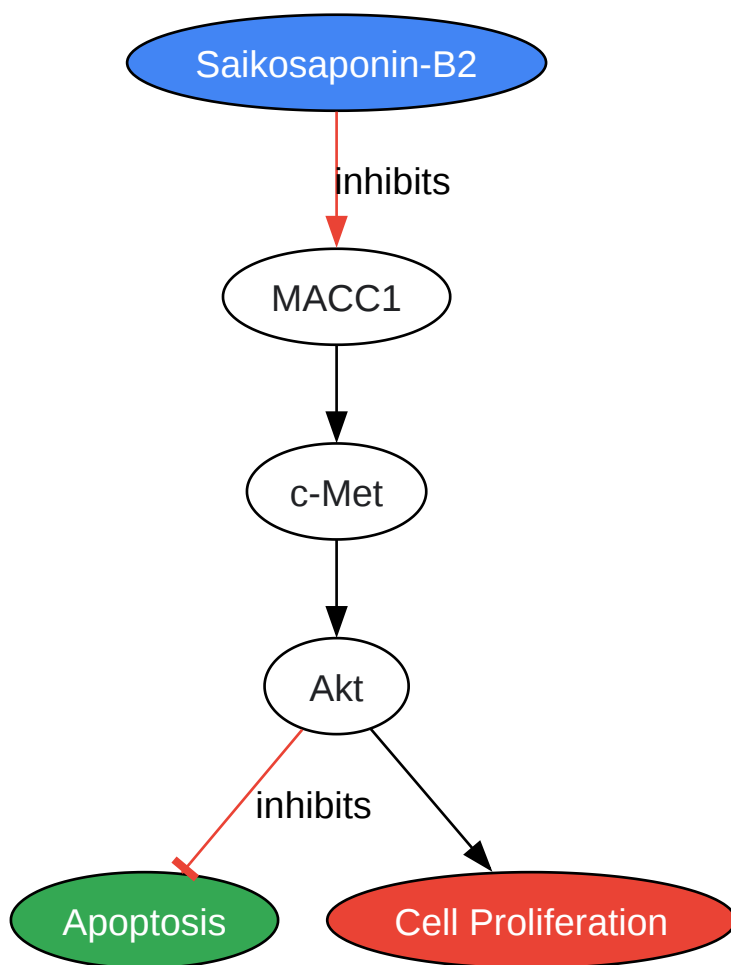 Saikosaponin-B2
inhibits
MACC1
c-Met
Akt
inhibits
Apoptosis
Cell Proliferation